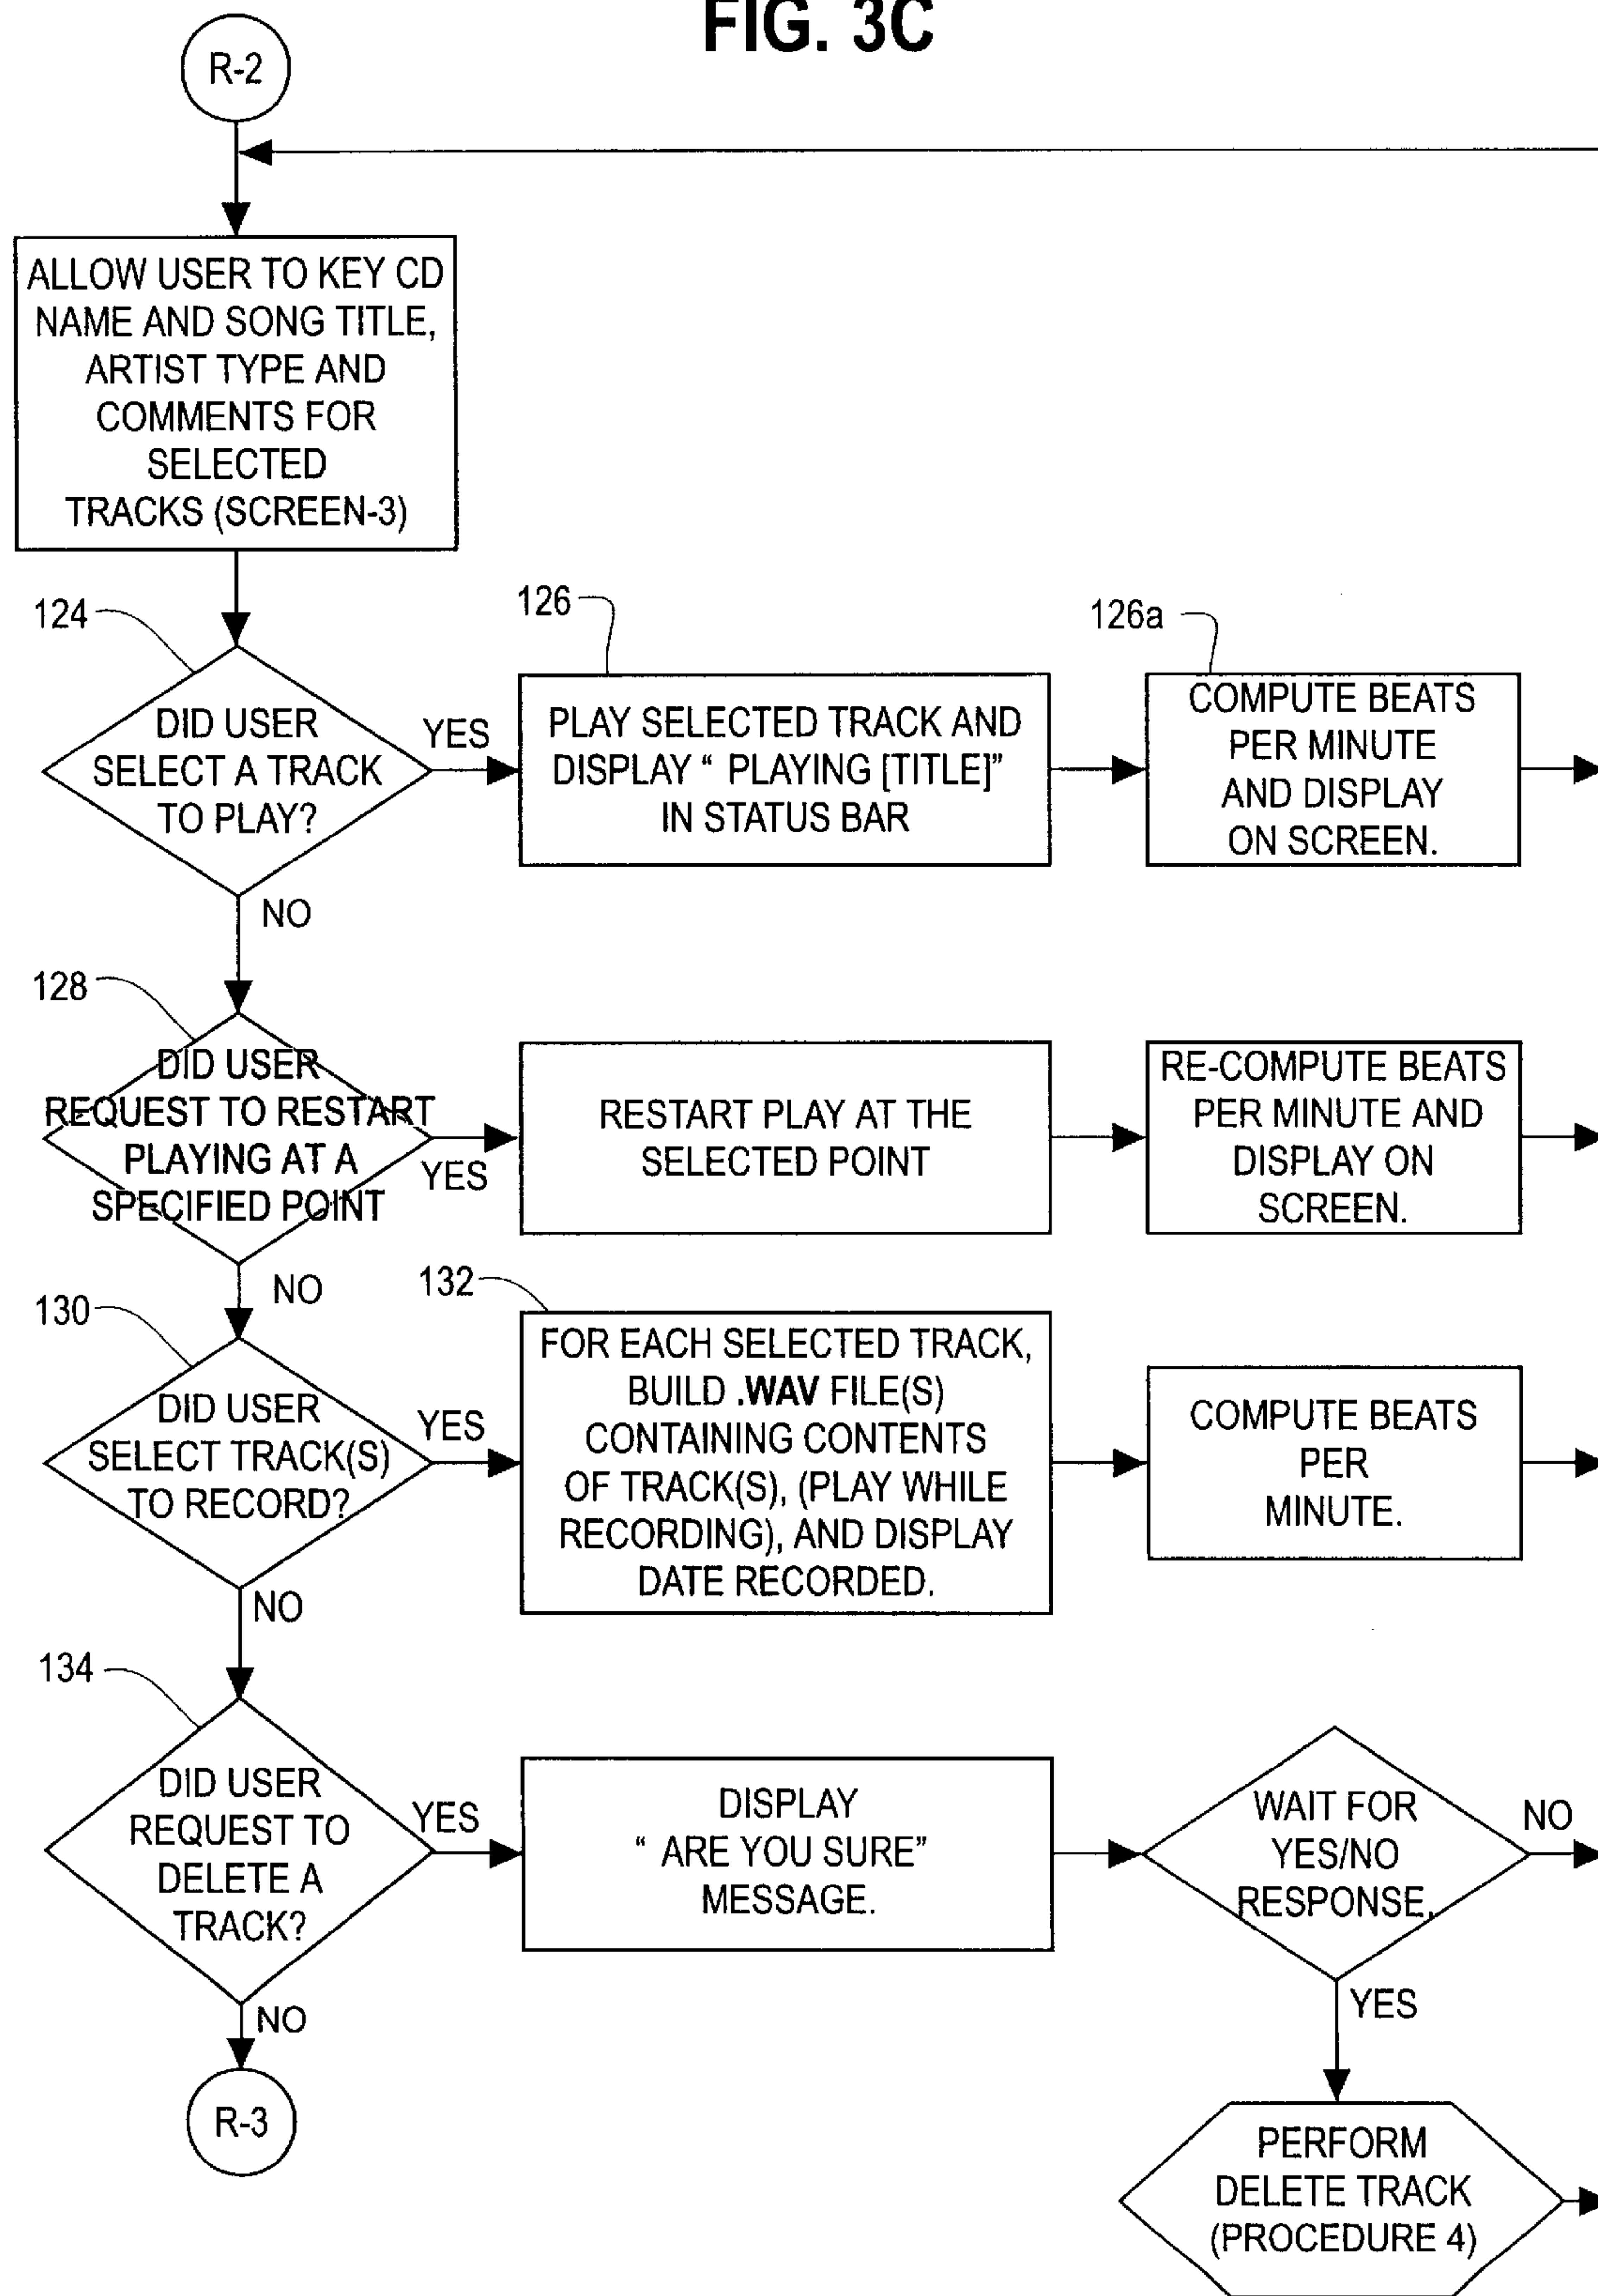 FIG. 3C
R-2
ALLOW USER TO KEY CD
NAME AND SONG TITLE,
ARTIST TYPE AND
COMMENTS FOR
SELECTED
TRACKS (SCREEN-3)
124
DID USER
SELECT A TRACK
TO PLAY?
YES
NO
126
PLAY SELECTED TRACK AND
DISPLAY “ PLAYING [TITLE]”
IN STATUS BAR
126a
COMPUTE BEATS
PER MINUTE
AND DISPLAY
ON SCREEN.
128
DID USER
REQUEST TO RESTART
PLAYING AT A
SPECIFIED POINT
YES
NO
RESTART PLAY AT THE
SELECTED POINT
RE-COMPUTE BEATS
PER MINUTE AND
DISPLAY ON
SCREEN.
130
DID USER
SELECT TRACK(S)
TO RECORD?
YES
NO
132
FOR EACH SELECTED TRACK,
BUILD .WAV FILE(S)
CONTAINING CONTENTS
OF TRACK(S), (PLAY WHILE
RECORDING), AND DISPLAY
DATE RECORDED.
COMPUTE BEATS
PER
MINUTE.
134
DID USER
REQUEST TO
DELETE A
TRACK?
YES
NO
DISPLAY
“ ARE YOU SURE”
MESSAGE.
WAIT FOR
YES/NO
RESPONSE.
NO
YES
R-3
PERFORM
DELETE TRACK
(PROCEDURE 4)